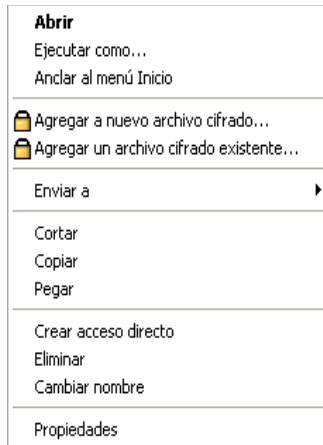 Abrir
Ejecutar como...
Anclar al menú Inicio
Agregar a nuevo archivo cifrado...
Agregar un archivo cifrado existente...
Enviar a
Cortar
Copiar
Pegar
Crear acceso directo
Eliminar
Cambiar nombre
Propiedades